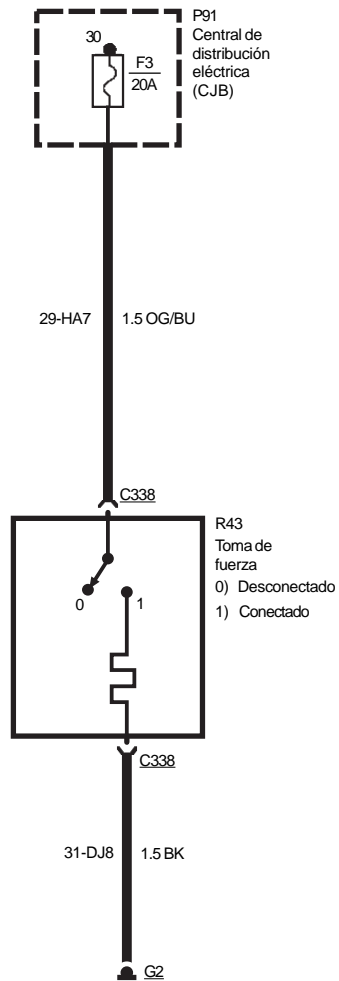 P91
Central de
distribución
eléctrica
(CJB)
30
F3
20A
29-HA7
1.5 OG/BU
C338
R43
Toma de
fuerza
0) Desconectado
1) Conectado
0
1
C338
31-DJ8
1.5 BK
G2